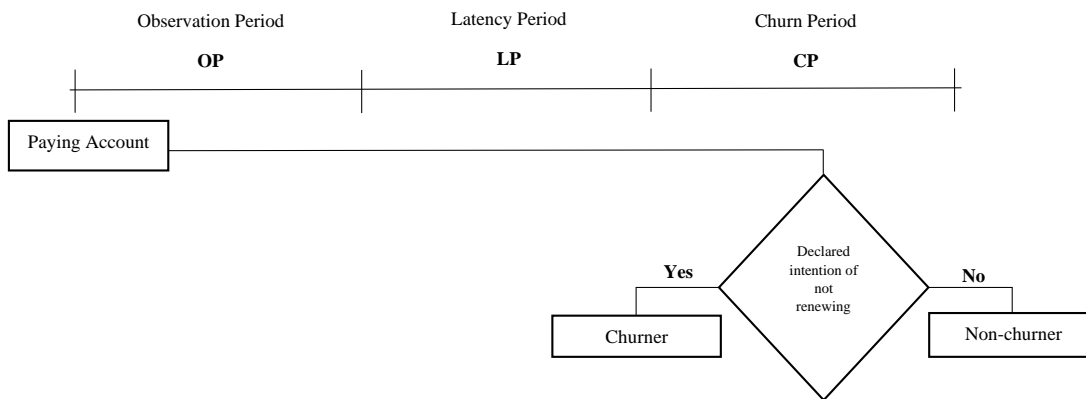 Observation Period
Latency Period
Churn Period
OP
LP
CP
Paying Account
Declared
intention of
not
renewing
Yes
No
Churner
Non-churner